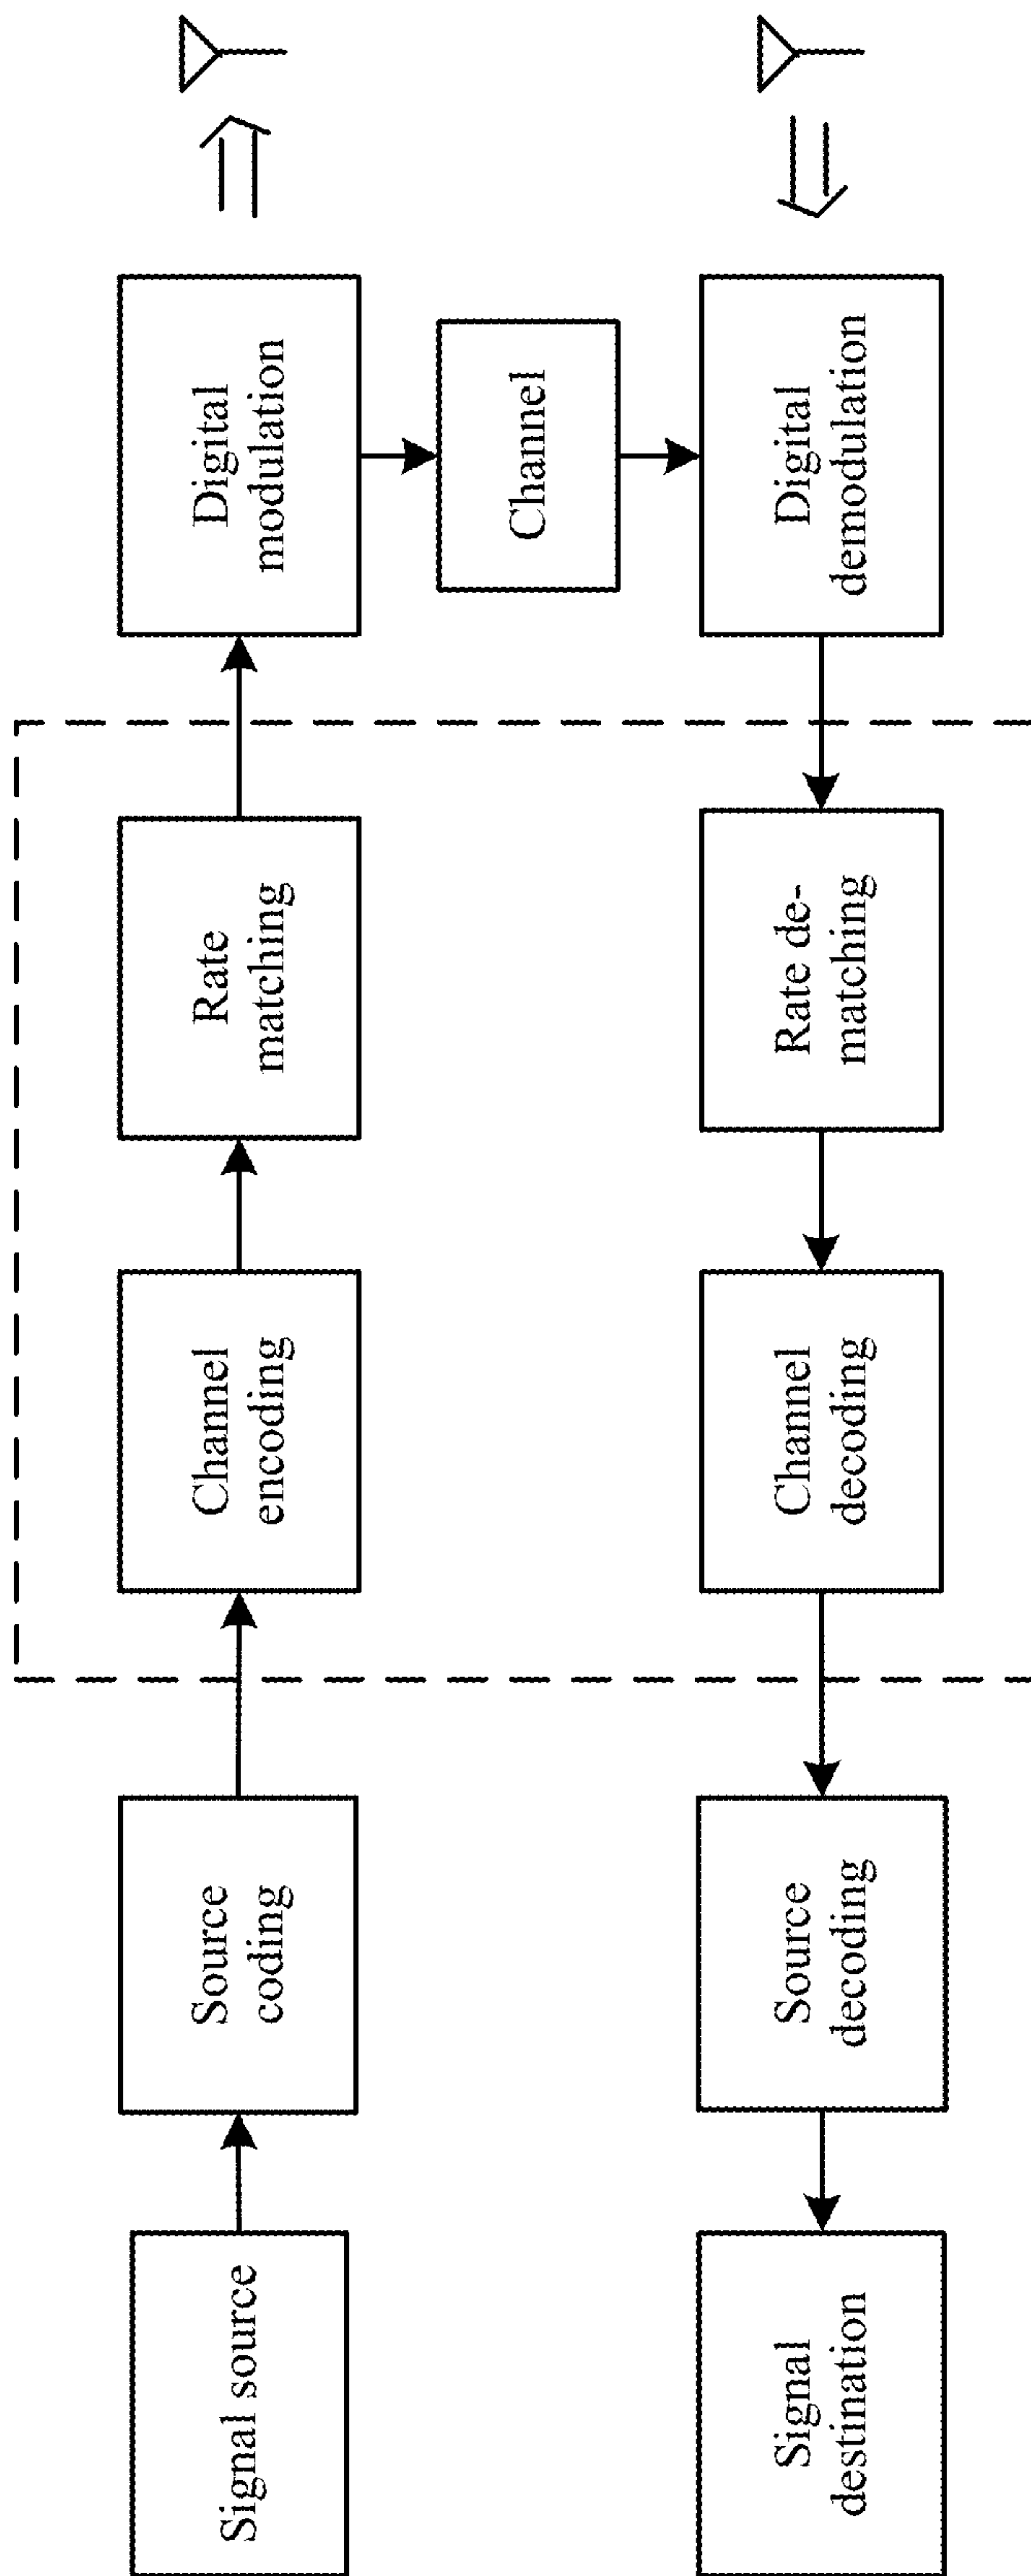 Signal source
Source
coding
Channel
encoding
Rate
matching
Digital
modulation
Channel
Signal
destination
Source
decoding
Channel
decoding
Rate de-
matching
Digital
demodulation